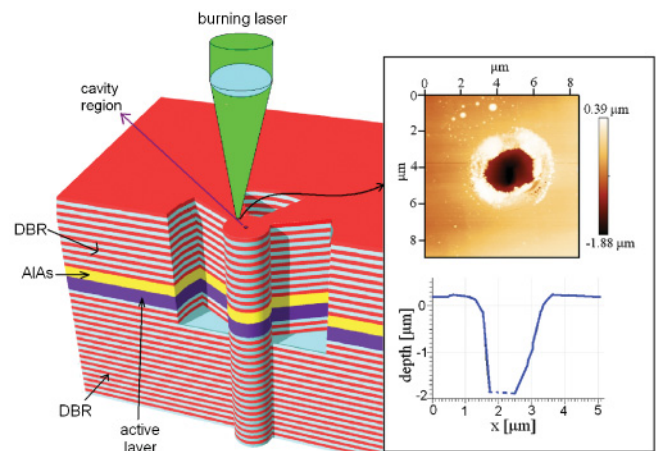 burning laser
cavity
region
DBR
AlAs
DBR
active
layer
µm
0 2 4 6 8
0
2
4
6
8
µm
0.39 µm
-1.88 µm
depth [µm]
0
-1
-2
0 1 2 3 4 5
x [µm]